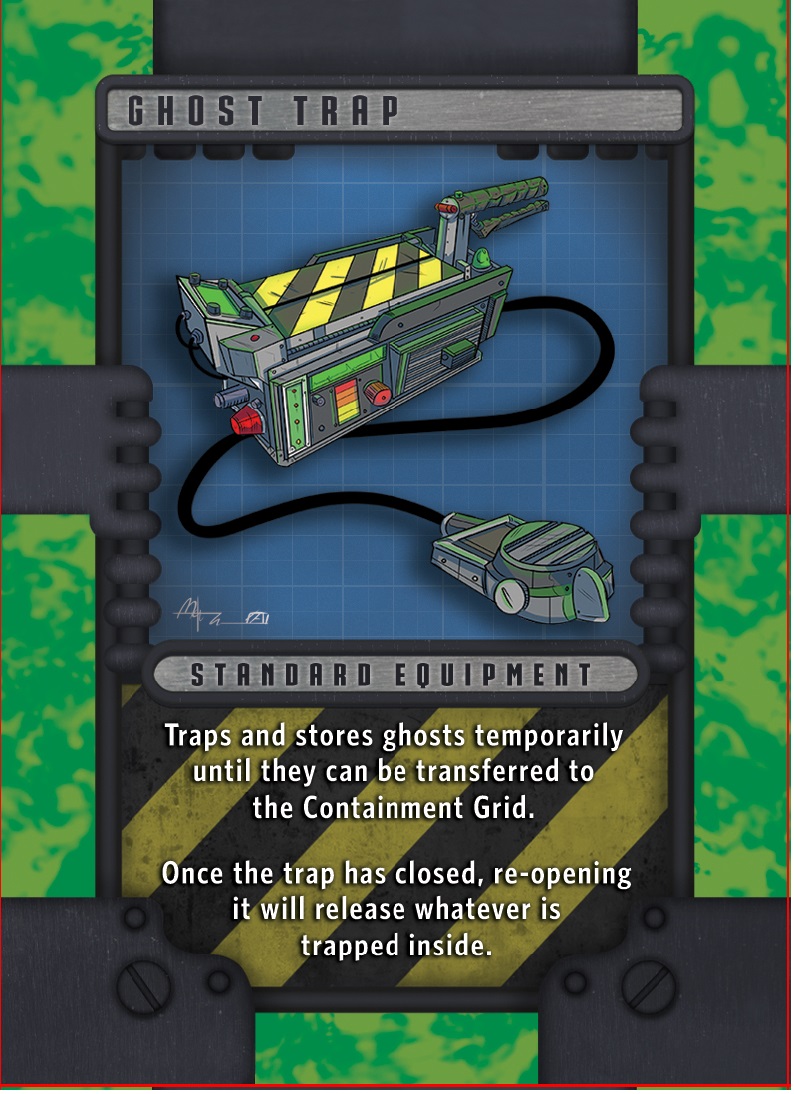 GHOST TRAP
STANDARD EQUIPMENT
Traps and stores ghosts temporarily
until they can be transferred to
the Containment Grid.
Once the trap has closed, re-opening
it will release whatever is
trapped inside.